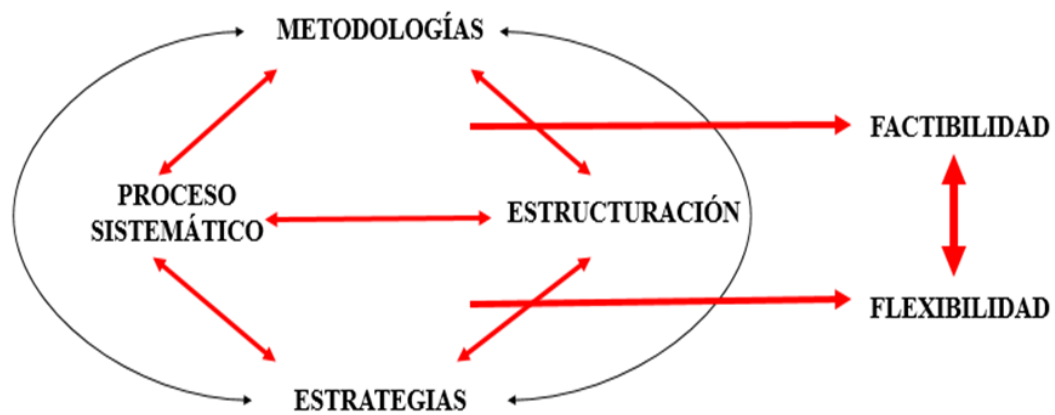 METODOLOGÍAS
FACTIBILIDAD
PROCESO
SISTEMÁTICO
ESTRUCTURACIÓN
FLEXIBILIDAD
ESTRATEGIAS